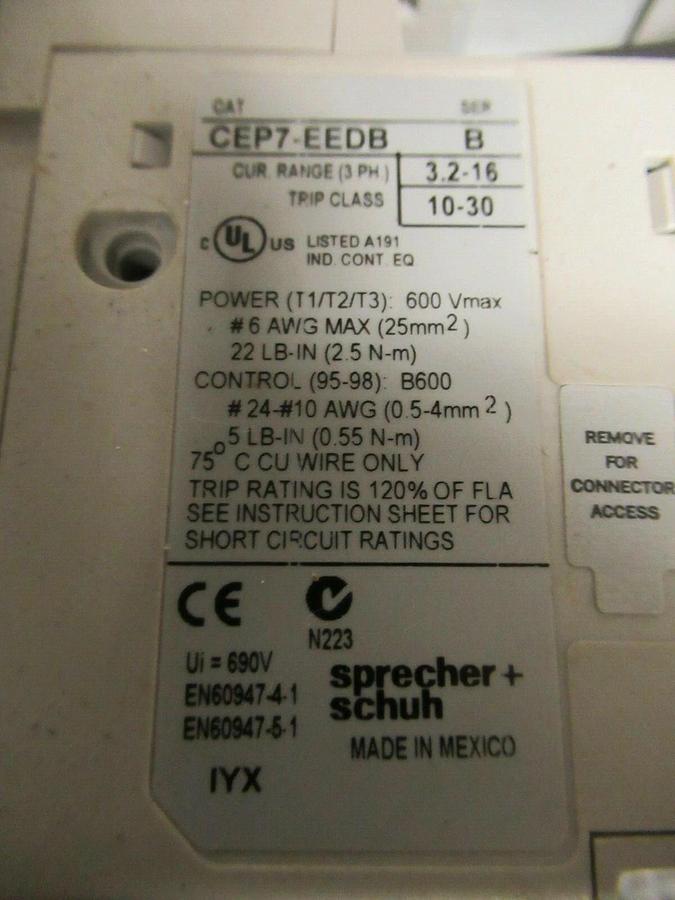 CAT SER
CEP7-EEDB B
CUR. RANGE (3 PH.) 3.2-16
TRIP CLASS 10-30
c UL US LISTED A191
IND. CONT. EQ
POWER (T1/T2/T3): 600 Vmax
#6 AWG MAX (25mm2)
22 LB-IN (2.5 N-m)
CONTROL (95-98): B600
#24-#10 AWG (0.5-4mm2)
5 LB-IN (0.55 N-m)
75° C CU WIRE ONLY
TRIP RATING IS 120% OF FLA
SEE INSTRUCTION SHEET FOR
SHORT CIRCUIT RATINGS
REMOVE
FOR
CONNECTOR
ACCESS
CE
N223
Ui = 690V
EN60947-4-1
EN60947-5-1
sprecher+
schuh
MADE IN MEXICO
IYX